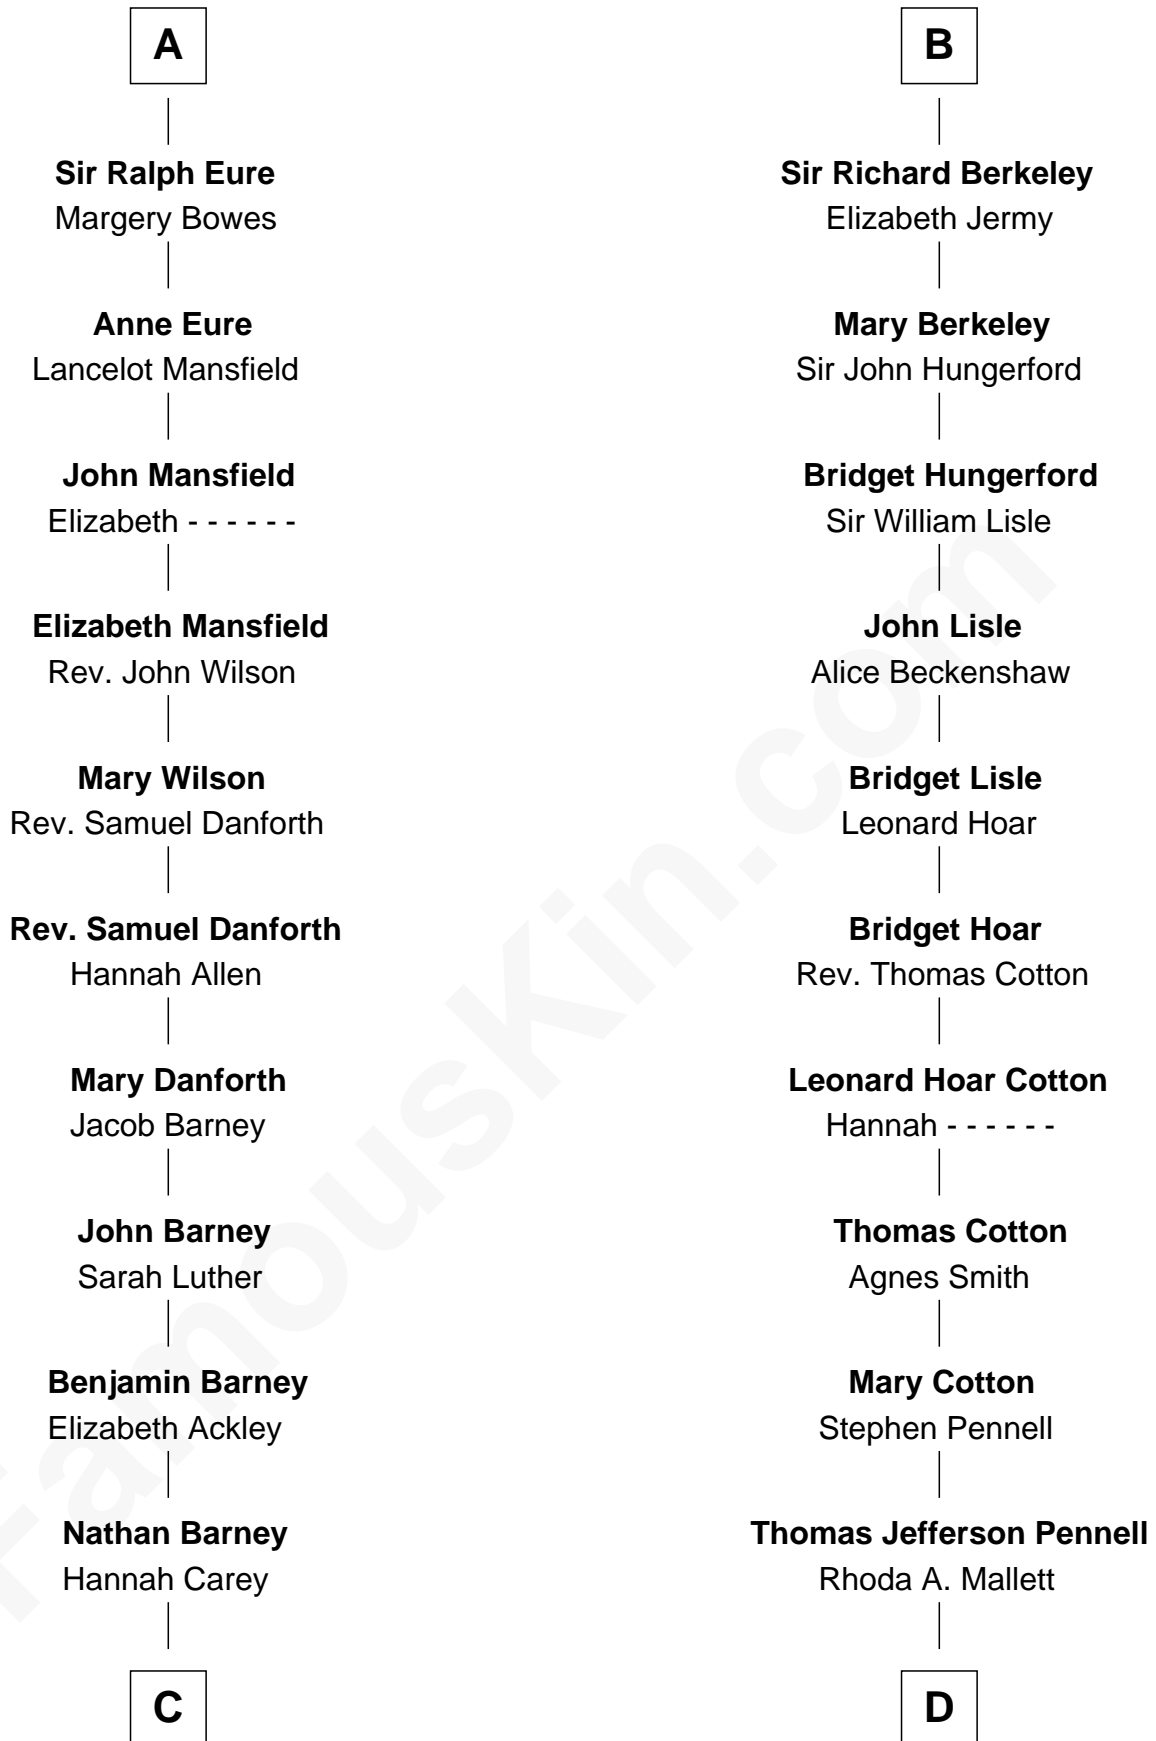 A
Sir Ralph Eure
Margery Bowes
Anne Eure
Lancelot Mansfield
John Mansfield
Elizabeth - - - - - -
Elizabeth Mansfield
Rev. John Wilson
Mary Wilson
Rev. Samuel Danforth
Rev. Samuel Danforth
Hannah Allen
Mary Danforth
Jacob Barney
John Barney
Sarah Luther
Benjamin Barney
Elizabeth Ackley
Nathan Barney
Hannah Carey
C
B
Sir Richard Berkeley
Elizabeth Jermy
Mary Berkeley
Sir John Hungerford
Bridget Hungerford
Sir William Lisle
John Lisle
Alice Beckenshaw
Bridget Lisle
Leonard Hoar
Bridget Hoar
Rev. Thomas Cotton
Leonard Hoar Cotton
Hannah - - - - - -
Thomas Cotton
Agnes Smith
Mary Cotton
Stephen Pennell
Thomas Jefferson Pennell
Rhoda A. Mallett
D
FamousKin.com